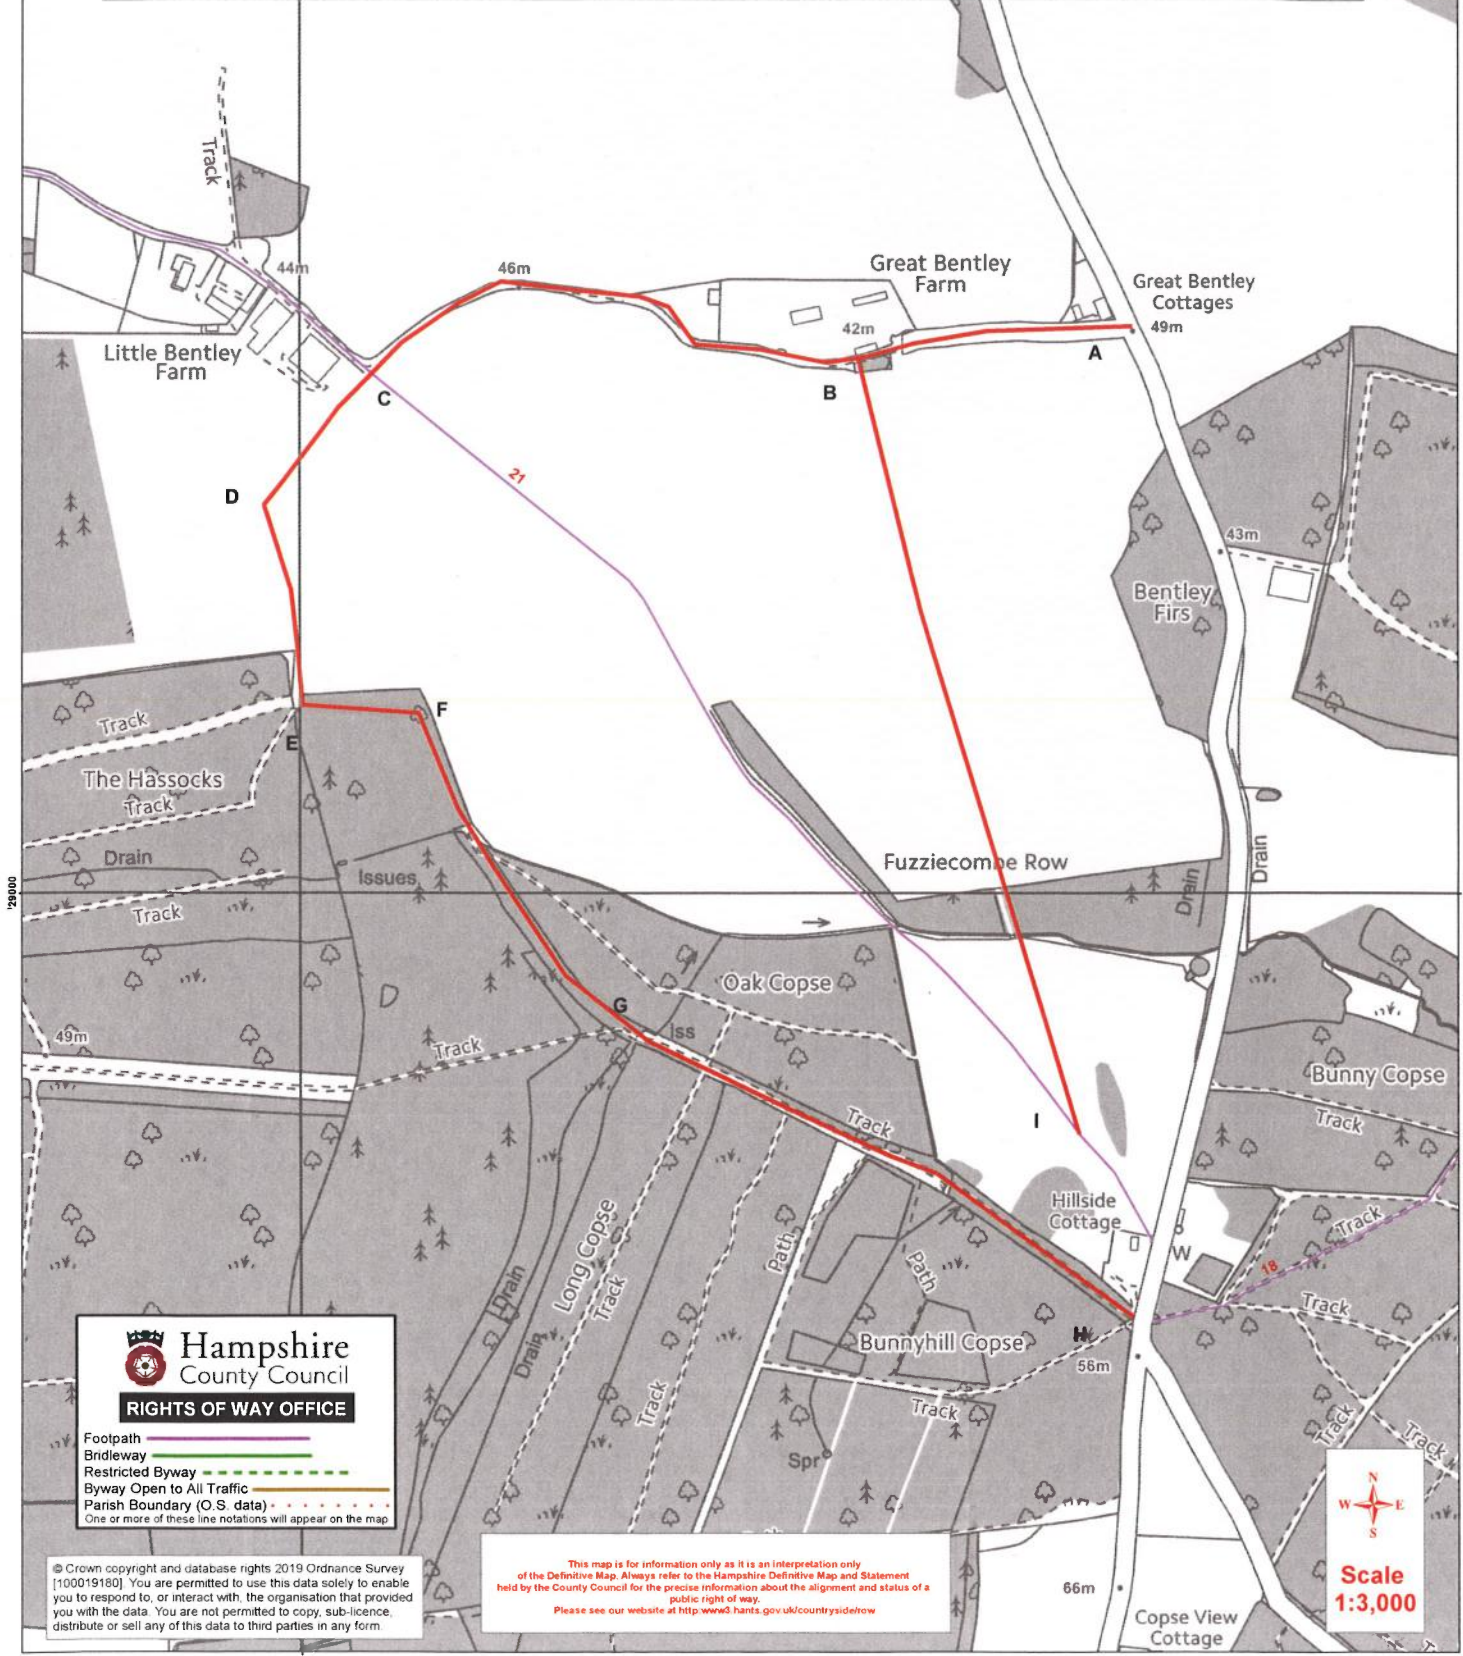 Track
44m
46m
Great Bentley
Farm
Great Bentley
Cottages
49m
42m
Little Bentley
Farm
A
B
C
21
D
43m
Bentley
Firs
F
Track
E
The Hassocks
Track
Drain
Issues
Track
Fuzziecombe Row
Drain
Drain
129000
Oak Copse
G
Iss
49m
Track
Bunny Copse
Track
I
Track
Hillside
Cottage
Track
W
18
Long Copse
Track
Path
Path
Drain
Drain
Track
H
Bunnyhill Copse
56m
Track
Track
Track
Track
Spr
66m
Copse View
Cottage
Hampshire
County Council
RIGHTS OF WAY OFFICE
Footpath
Bridleway
Restricted Byway
Byway Open to All Traffic
Parish Boundary (O.S. data)
One or more of these line notations will appear on the map
© Crown copyright and database rights 2019 Ordnance Survey
[100019180]. You are permitted to use this data solely to enable
you to respond to, or interact with, the organisation that provided
you with the data. You are not permitted to copy, sub-licence,
distribute or sell any of this data to third parties in any form.
This map is for information only as it is an interpretation only
of the Definitive Map. Always refer to the Hampshire Definitive Map and Statement
held by the County Council for the precise information about the alignment and status of a
public right of way.
Please see our website at http:www3.hants.gov.uk/countryside/row
N
W E
S
Scale
1:3,000